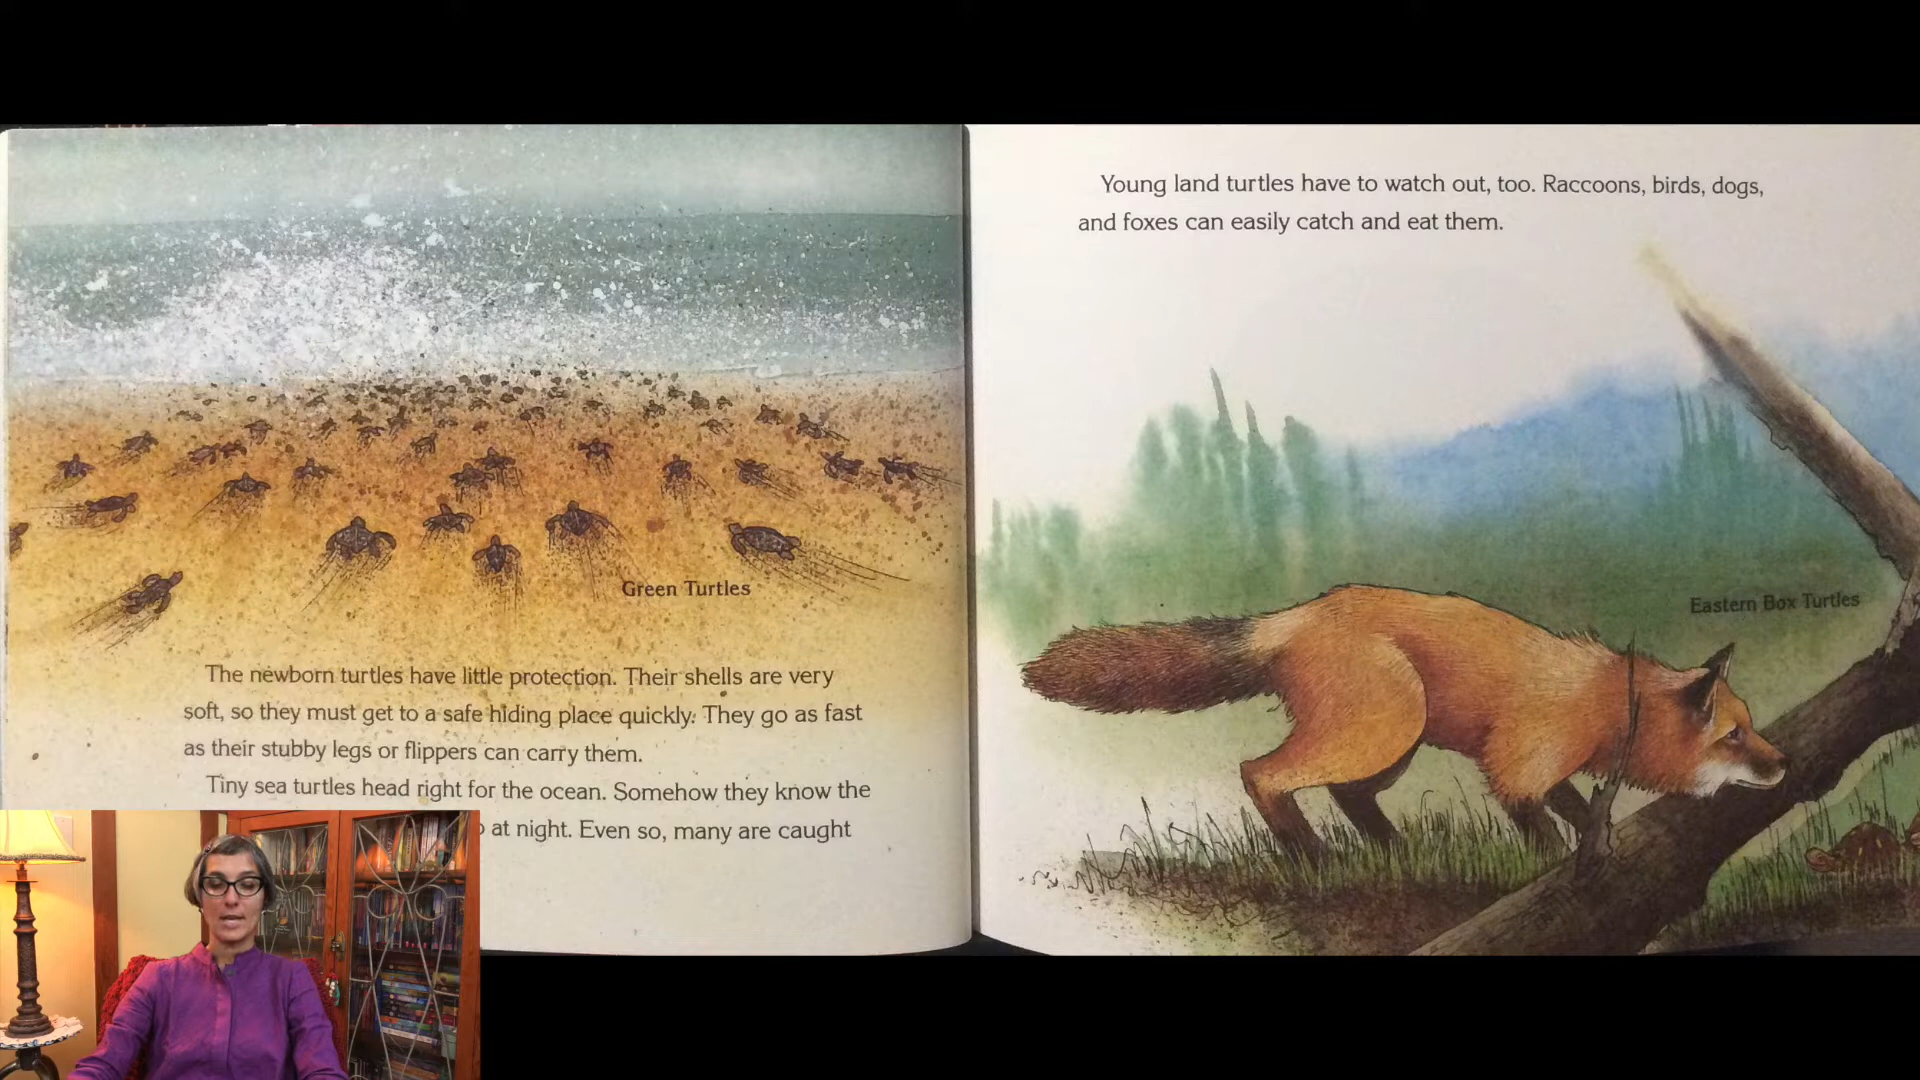 Green Turtles
The newborn turtles have little protection. Their shells are very
soft, so they must get to a safe hiding place quickly. They go as fast
as their stubby legs or flippers can carry them.
Tiny sea turtles head right for the ocean. Somehow they know the
at night. Even so, many are caught
Young land turtles have to watch out, too. Raccoons, birds, dogs,
and foxes can easily catch and eat them.
Eastern Box Turtles